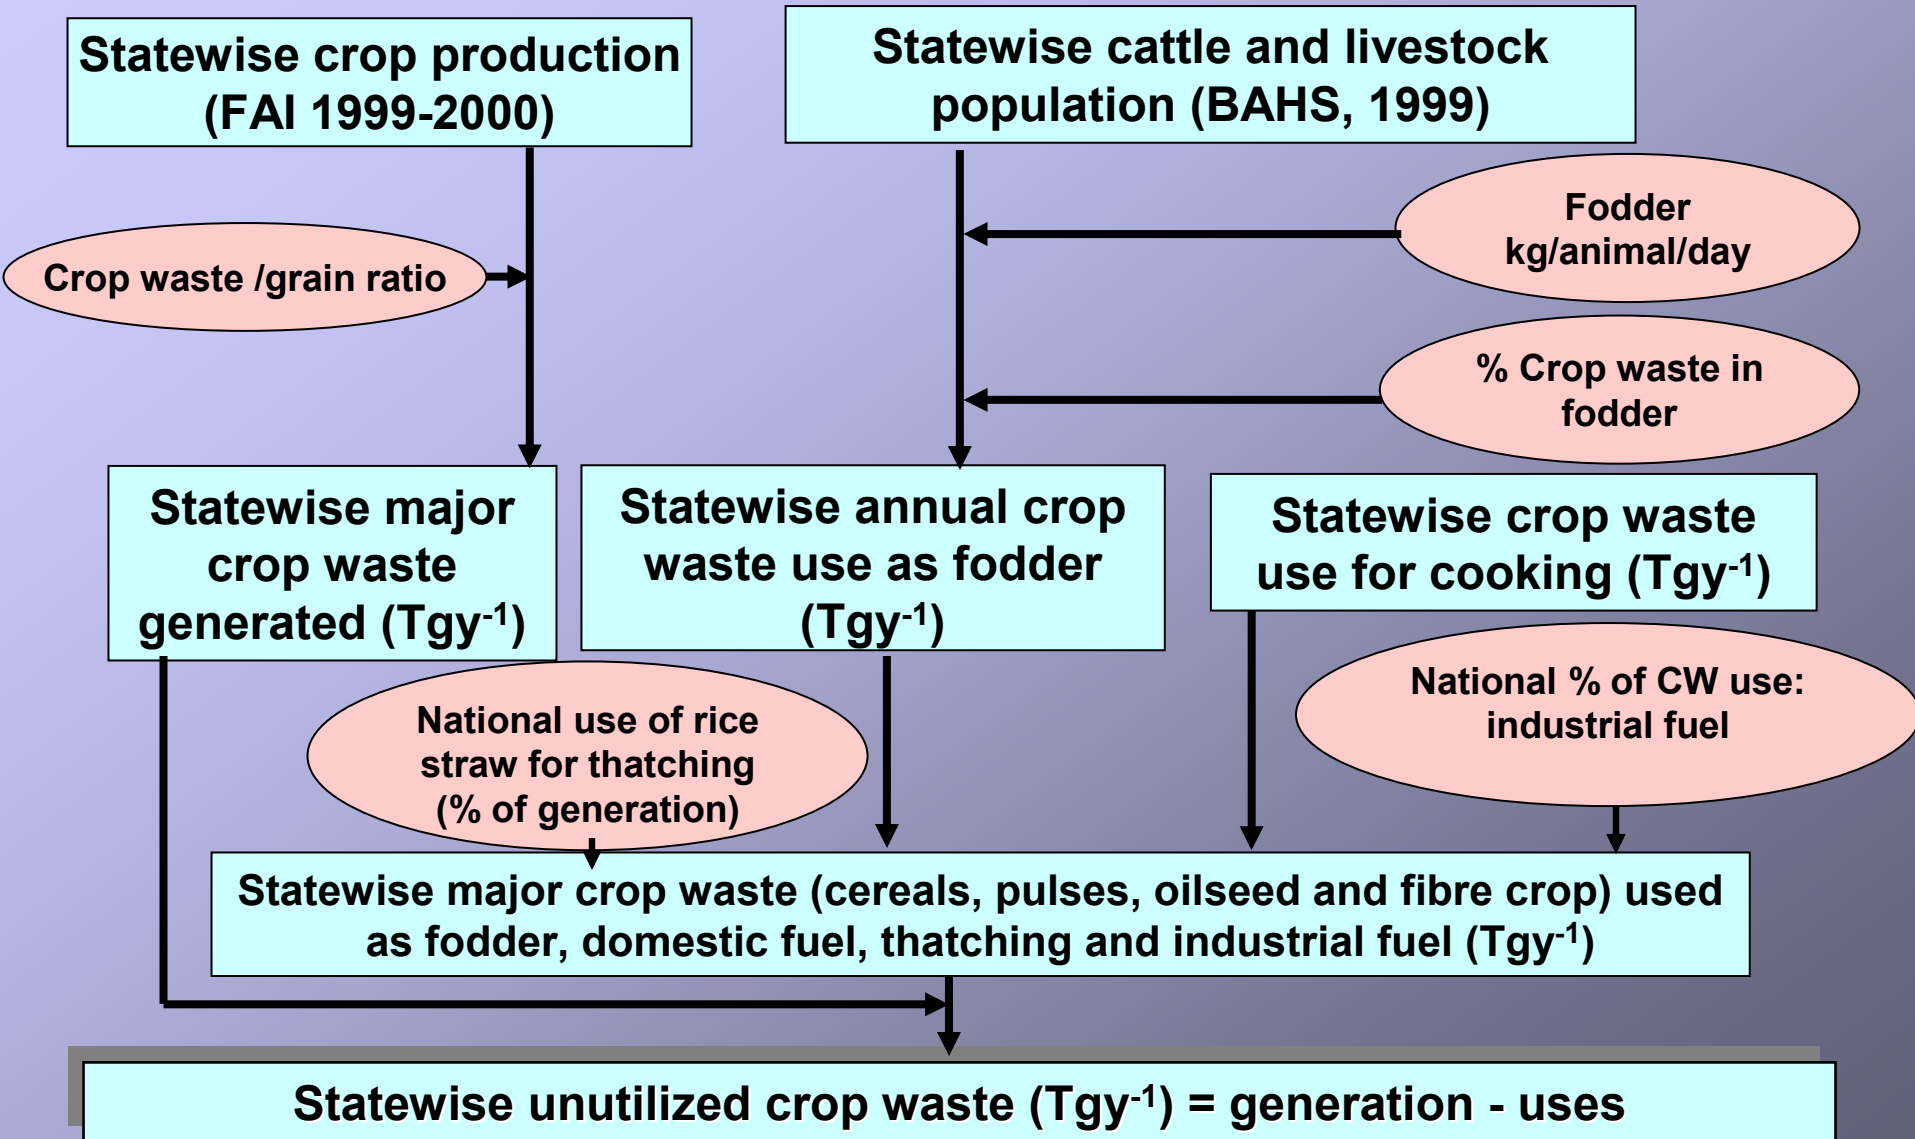 Statewise crop production
(FAI 1999-2000)
Statewise cattle and livestock
population (BAHS, 1999)
Fodder
kg/animal/day
Crop waste /grain ratio
% Crop waste in
fodder
Statewise major
crop waste
generated (Tgy⁻¹)
Statewise annual crop
waste use as fodder
(Tgy⁻¹)
Statewise crop waste
use for cooking (Tgy⁻¹)
National use of rice
straw for thatching
(% of generation)
National % of CW use:
industrial fuel
Statewise major crop waste (cereals, pulses, oilseed and fibre crop) used
as fodder, domestic fuel, thatching and industrial fuel (Tgy⁻¹)
Statewise unutilized crop waste (Tgy⁻¹) = generation - uses